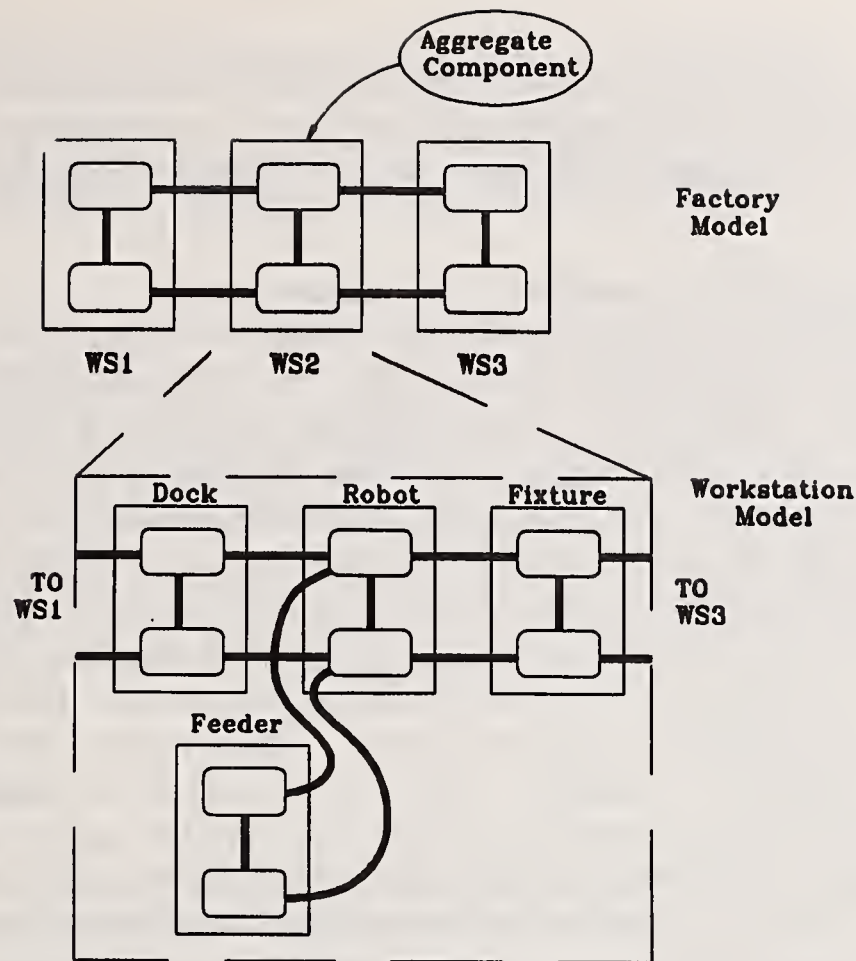 Aggregate
Component
Factory
Model
WS1
WS2
WS3
Workstation
Model
Dock
Robot
Fixture
TO
WS1
TO
WS3
Feeder